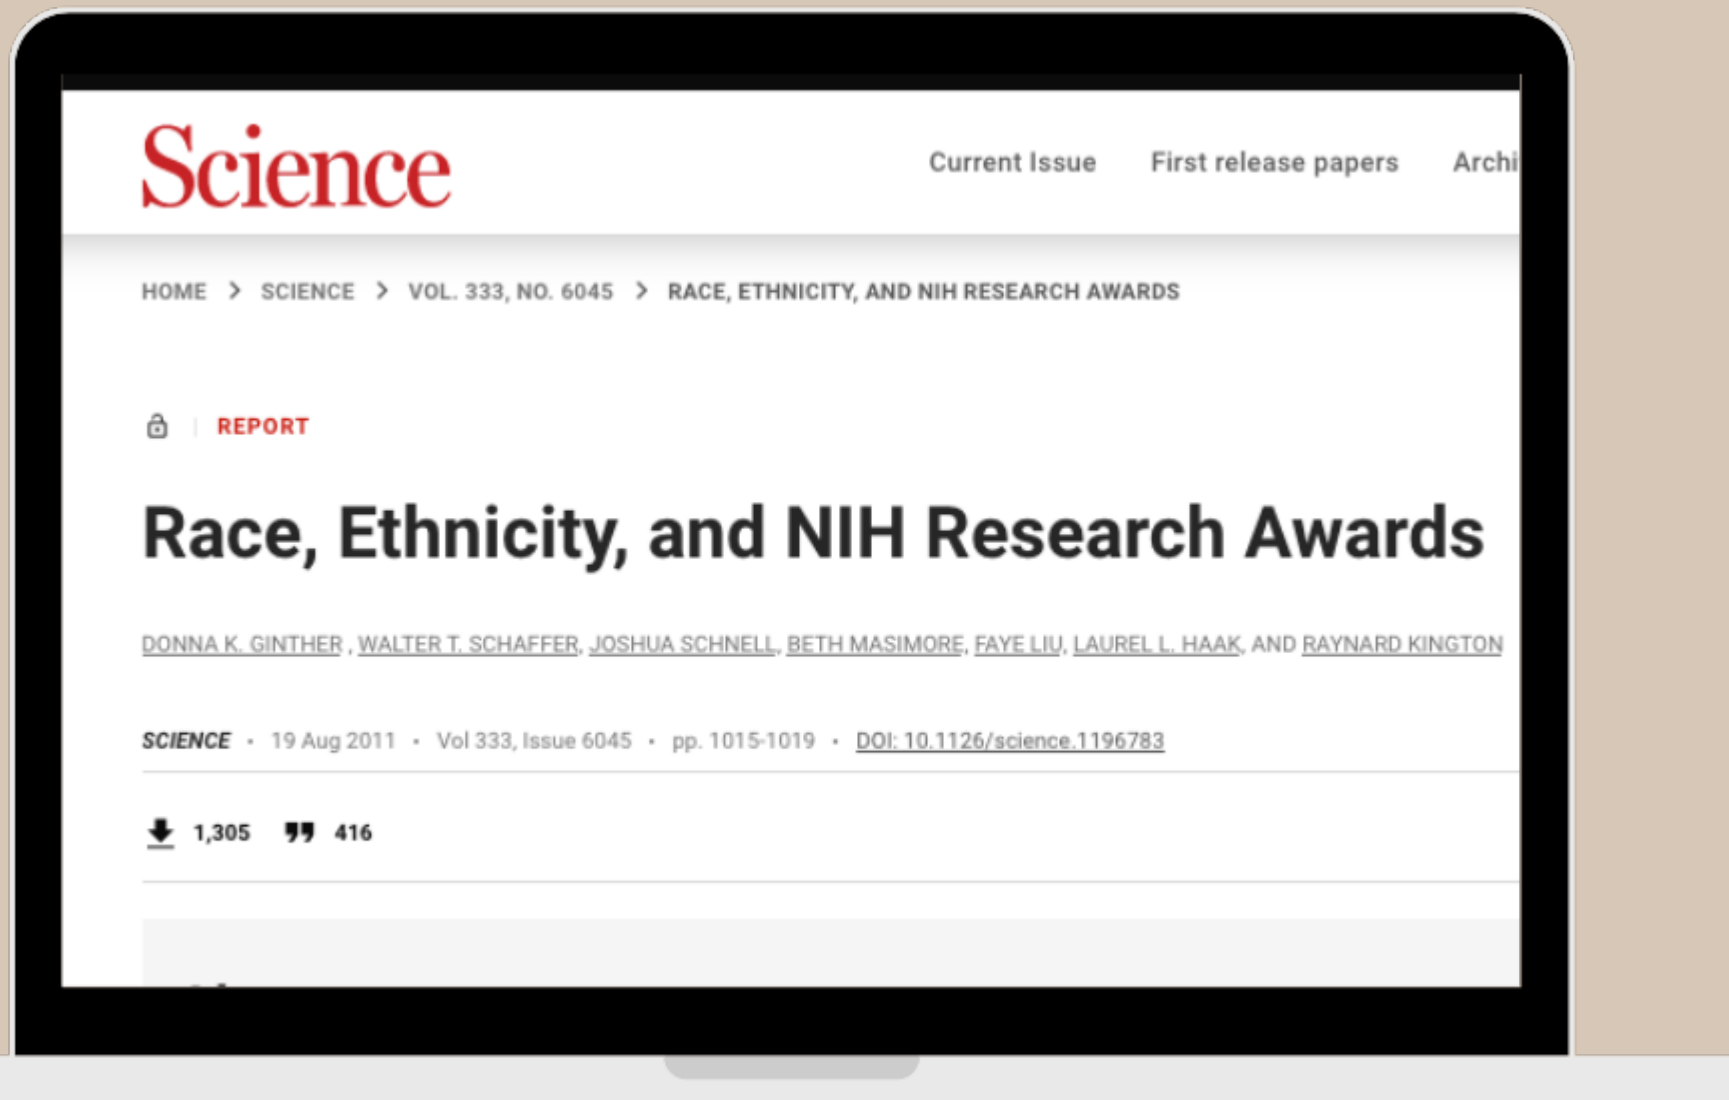 Science
Current Issue First release papers Archi
HOME > SCIENCE > VOL. 333, NO. 6045 > RACE, ETHNICITY, AND NIH RESEARCH AWARDS
REPORT
Race, Ethnicity, and NIH Research Awards
DONNA K. GINTHER , WALTER T. SCHAFFER, JOSHUA SCHNELL, BETH MASIMORE, FAYE LIU, LAUREL L. HAAK, AND RAYNARD KINGTON
SCIENCE • 19 Aug 2011 • Vol 333, Issue 6045 • pp. 1015-1019 • DOI: 10.1126/science.1196783
1,305 416